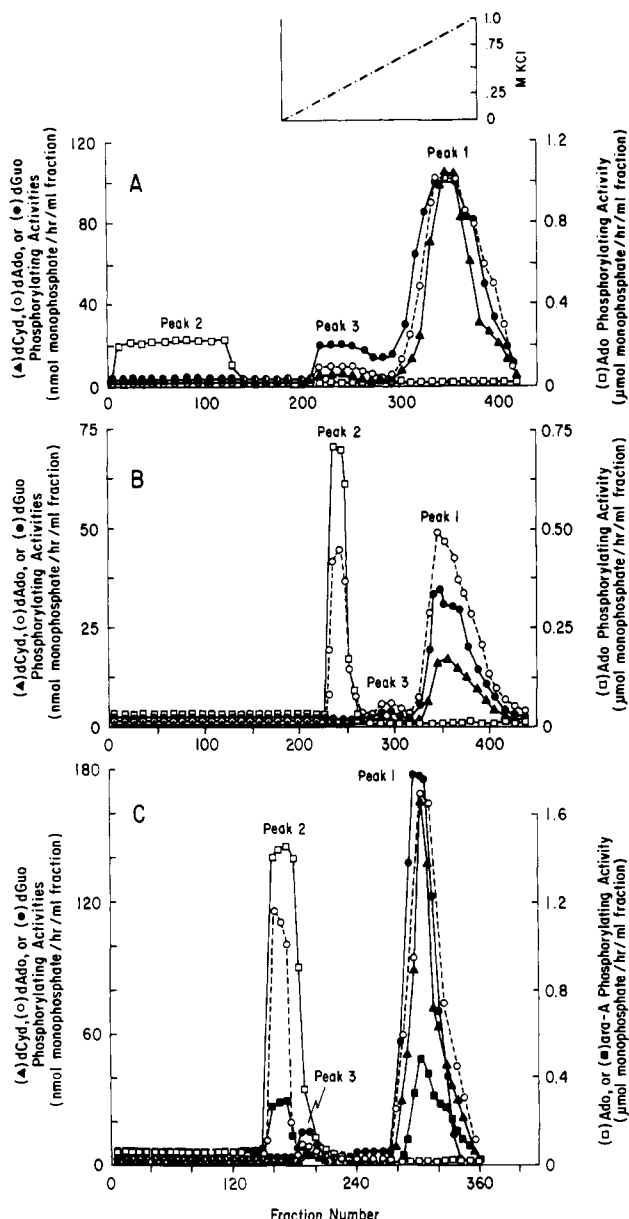 1.0
.75
.25
0
M KCl
A
(▲)dCyd,(○)dAdo, or (●)dGuo
Phosphorylating Activities
(nmol monophosphate/hr/ml fraction)
120
100
80
60
40
20
0
Peak 2
Peak 3
Peak 1
1.2
0.8
0.4
0
(□)Ado Phosphorylating Activity
(μmol monophosphate/hr/ml fraction)
0
100
200
300
400
B
(▲)dCyd,(○)dAdo, or (●)dGuo
Phosphorylating Activities
(nmol monophosphate/hr/ml fraction)
75
50
25
0
Peak 2
Peak 3
Peak 1
0.75
0.50
0.25
0
(□)Ado Phosphorylating Activity
(μmol monophosphate/hr/ml fraction)
0
100
200
300
400
C
(▲)dCyd,(○)dAdo, or (●)dGuo
Phosphorylating Activities
(nmol monophosphate/hr/ml fraction)
180
120
60
0
Peak 2
Peak 3
Peak 1
1.6
1.2
0.8
0.4
0
(□)Ado, or (■)ara-A Phosphorylating Activity
(μmol monophosphate/hr/ml fraction)
0
120
240
360
Fraction Number